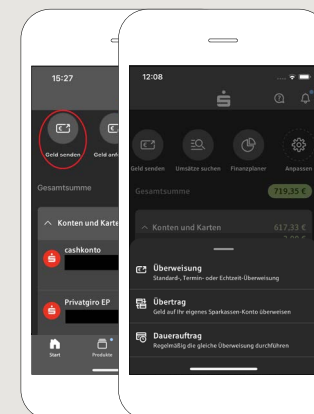 15:27
Geld senden
Geld anf
Gesamtsumme
Konten und Karte
cashkonto
Privatgiro EP
Start
Produkte
12:08
Geld senden
Umsätze suchen
Finanzplaner
Anpassen
Gesamtsumme
719,35 €
Konten und Karten
617,33 €
Überweisung
Standard-, Termin- oder Echtzeit-Überweisung
Übertrag
Geld auf Ihr eigenes Sparkassen-Konto überweisen
Dauerauftrag
Regelmäßig die gleiche Überweisung durchführen